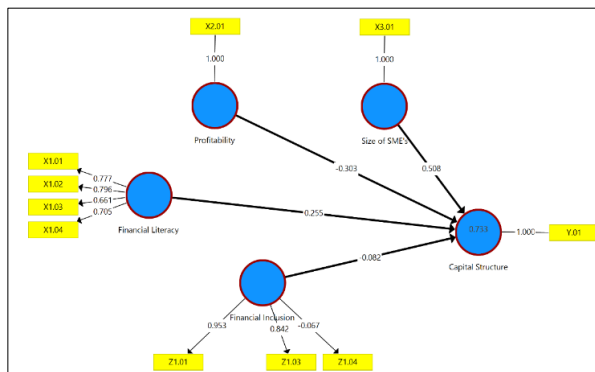 X2.01
X3.01
1.000
1.000
Profitability
Size of SME's
X1.01
X1.02
X1.03
X1.04
0.777
0.796
0.661
0.705
Financial Literacy
-0.303
0.508
0.255
-0.082
0.733
1.000
Y.01
Capital Structure
Financial Inclusion
0.953
0.842
-0.067
Z1.01
Z1.03
Z1.04